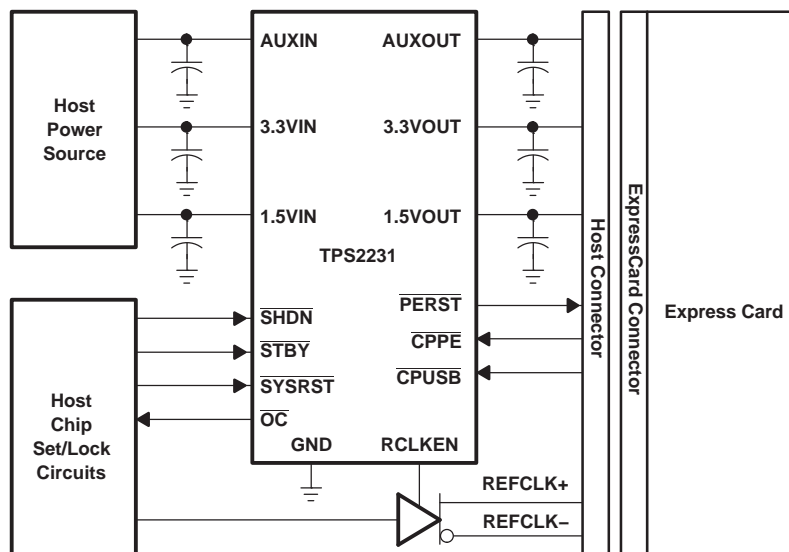 AUXIN
AUXOUT
Host
Power
Source
3.3VIN
3.3VOUT
1.5VIN
1.5VOUT
TPS2231
Host Connector
ExpressCard Connector
Express Card
SHDN
STBY
SYSRST
OC
PERST
CPPE
CPUSB
Host
Chip
Set/Lock
Circuits
GND
RCLKEN
REFCLK+
REFCLK−